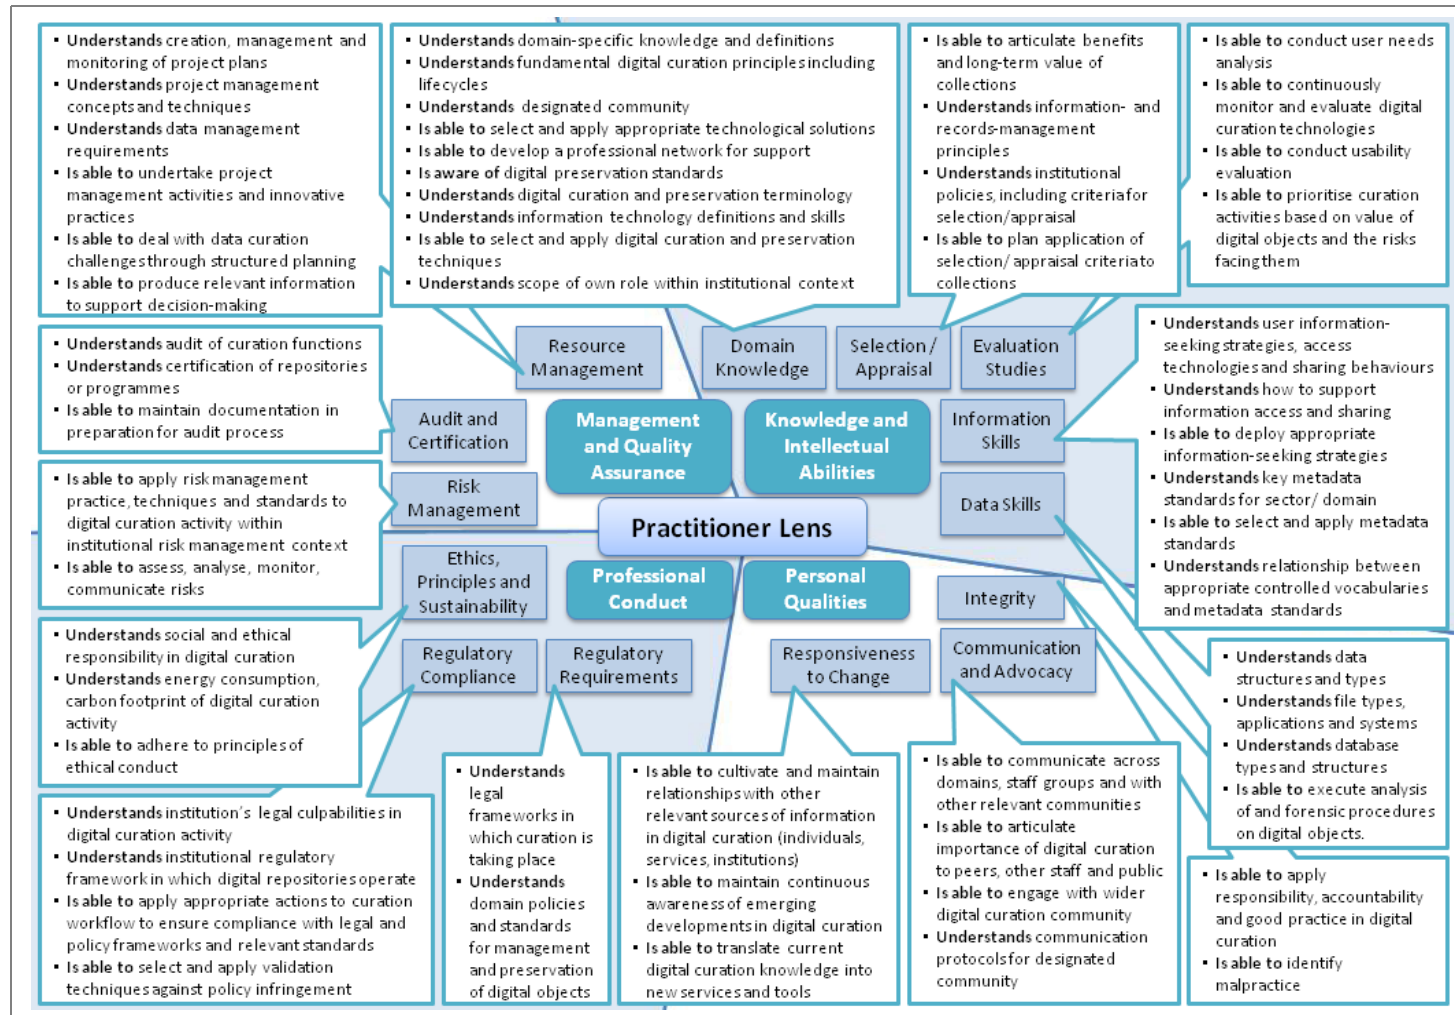 ▪ Understands creation, management and
monitoring of project plans
▪ Understands project management
concepts and techniques
▪ Understands data management
requirements
▪ Is able to undertake project
management activities and innovative
practices
▪ Is able to deal with data curation
challenges through structured planning
▪ Is able to produce relevant information
to support decision-making
▪ Understands domain-specific knowledge and definitions
▪ Understands fundamental digital curation principles including
lifecycles
▪ Understands designated community
▪ Is able to select and apply appropriate technological solutions
▪ Is able to develop a professional network for support
▪ Is aware of digital preservation standards
▪ Understands digital curation and preservation terminology
▪ Understands information technology definitions and skills
▪ Is able to select and apply digital curation and preservation
techniques
▪ Understands scope of own role within institutional context
▪ Is able to articulate benefits
and long-term value of
collections
▪ Understands information- and
records-management
principles
▪ Understands institutional
policies, including criteria for
selection/appraisal
▪ Is able to plan application of
selection/ appraisal criteria to
collections
▪ Is able to conduct user needs
analysis
▪ Is able to continuously
monitor and evaluate digital
curation technologies
▪ Is able to conduct usability
evaluation
▪ Is able to prioritise curation
activities based on value of
digital objects and the risks
facing them
▪ Understands audit of curation functions
▪ Understands certification of repositories
or programmes
▪ Is able to maintain documentation in
preparation for audit process
Resource
Management
Domain
Knowledge
Selection /
Appraisal
Evaluation
Studies
▪ Understands user information-
seeking strategies, access
technologies and sharing behaviours
▪ Understands how to support
information access and sharing
▪ Is able to deploy appropriate
information-seeking strategies
▪ Understands key metadata
standards for sector/ domain
▪ Is able to select and apply metadata
standards
▪ Understands relationship between
appropriate controlled vocabularies
and metadata standards
Audit and
Certification
Management
and Quality
Assurance
Knowledge and
Intellectual
Abilities
Information
Skills
▪ Is able to apply risk management
practice, techniques and standards to
digital curation activity within
institutional risk management context
▪ Is able to assess, analyse, monitor,
communicate risks
Risk
Management
Data Skills
Practitioner Lens
Ethics,
Principles and
Sustainability
Professional
Conduct
Personal
Qualities
Integrity
▪ Understands social and ethical
responsibility in digital curation
▪ Understands energy consumption,
carbon footprint of digital curation
activity
▪ Is able to adhere to principles of
ethical conduct
Regulatory
Compliance
Regulatory
Requirements
Responsiveness
to Change
Communication
and Advocacy
▪ Understands data
structures and types
▪ Understands file types,
applications and systems
▪ Understands database
types and structures
▪ Is able to execute analysis
of and forensic procedures
on digital objects.
▪ Understands institution's legal culpabilities in
digital curation activity
▪ Understands institutional regulatory
framework in which digital repositories operate
▪ Is able to apply appropriate actions to curation
workflow to ensure compliance with legal and
policy frameworks and relevant standards
▪ Is able to select and apply validation
techniques against policy infringement
▪ Understands
legal
frameworks in
which curation is
taking place
▪ Understands
domain policies
and standards
for management
and preservation
of digital objects
▪ Is able to cultivate and maintain
relationships with other
relevant sources of information
in digital curation (individuals,
services, institutions)
▪ Is able to maintain continuous
awareness of emerging
developments in digital curation
▪ Is able to translate current
digital curation knowledge into
new services and tools
▪ Is able to communicate across
domains, staff groups and with
other relevant communities
▪ Is able to articulate
importance of digital curation
to peers, other staff and public
▪ Is able to engage with wider
digital curation community
▪ Understands communication
protocols for designated
community
▪ Is able to apply
responsibility, accountability
and good practice in digital
curation
▪ Is able to identify
malpractice